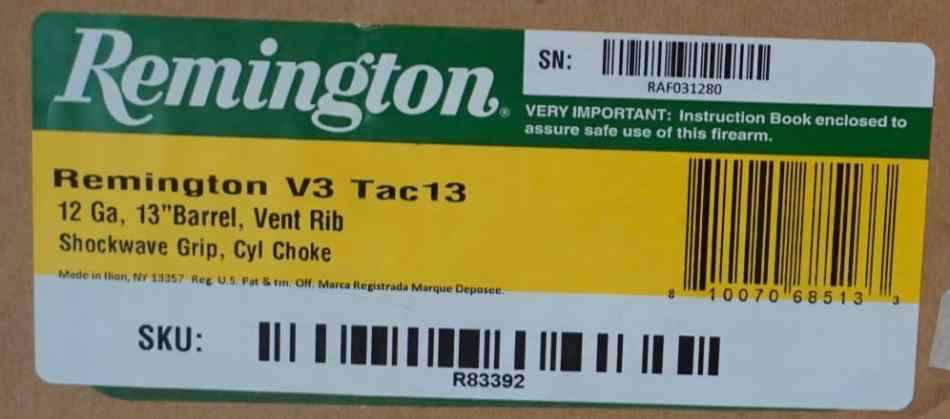 Remington®
SN:
RAF031280
VERY IMPORTANT: Instruction Book enclosed to
assure safe use of this firearm.
Remington V3 Tac13
12 Ga, 13”Barrel, Vent Rib
Shockwave Grip, Cyl Choke
Made in Ilion, NY 13357 Reg. U.S. Pat & tm. Off. Marca Registrada Marque Deposee.
8 10070 68513 3
SKU:
R83392